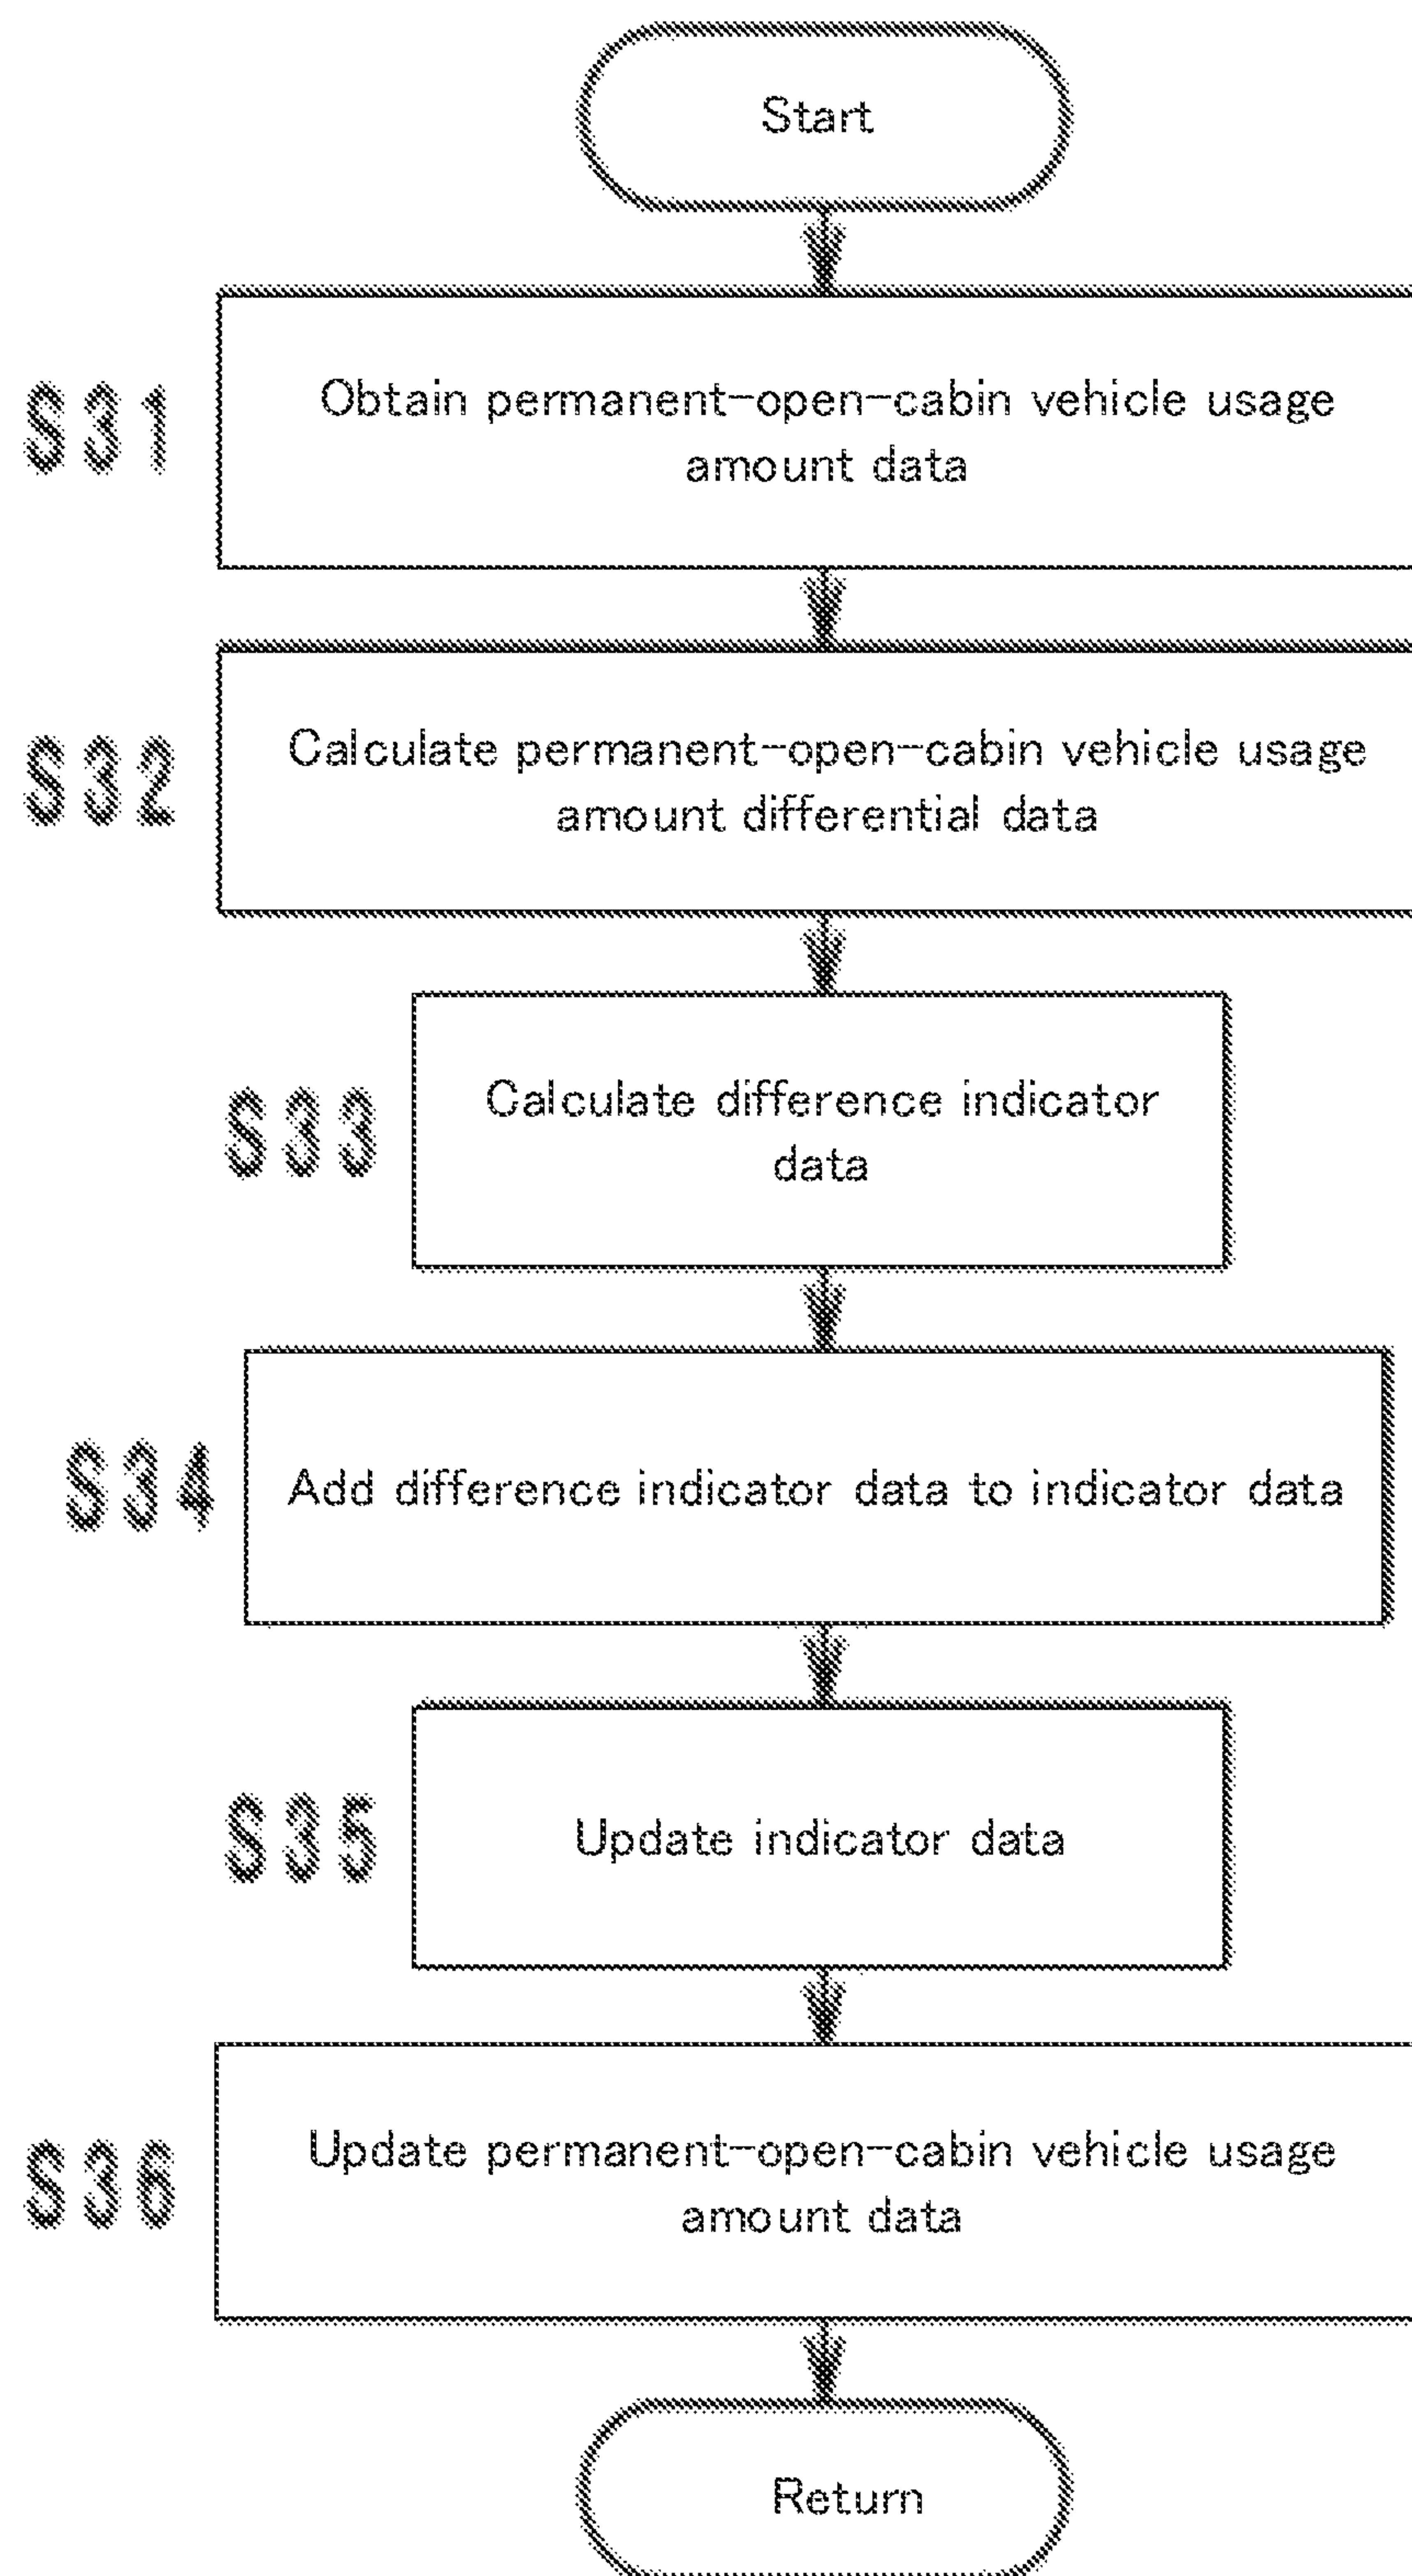 Start
S31
Obtain permanent-open-cabin vehicle usage
amount data
S32
Calculate permanent-open-cabin vehicle usage
amount differential data
S33
Calculate difference indicator
data
S34
Add difference indicator data to indicator data
S35
Update indicator data
S36
Update permanent-open-cabin vehicle usage
amount data
Return